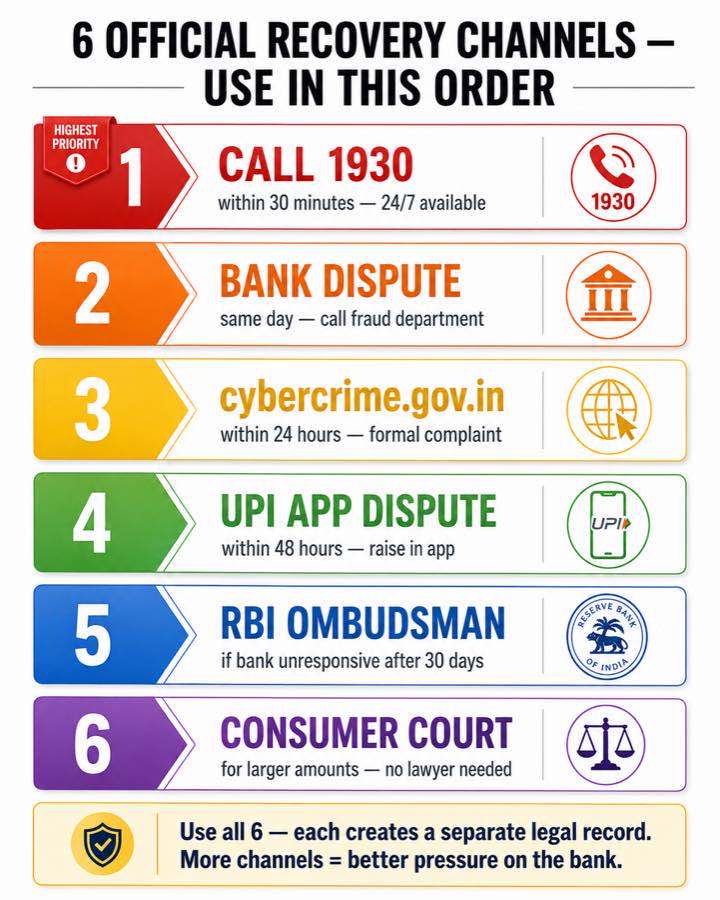 6 OFFICIAL RECOVERY CHANNELS –
USE IN THIS ORDER
HIGHEST
PRIORITY
!
1
CALL 1930
within 30 minutes — 24/7 available
1930
2
BANK DISPUTE
same day — call fraud department
3
cybercrime.gov.in
within 24 hours — formal complaint
4
UPI APP DISPUTE
within 48 hours — raise in app
UPI
5
RBI OMBUDSMAN
if bank unresponsive after 30 days
RESERVE BANK
OF INDIA
6
CONSUMER COURT
for larger amounts — no lawyer needed
Use all 6 — each creates a separate legal record.
More channels = better pressure on the bank.